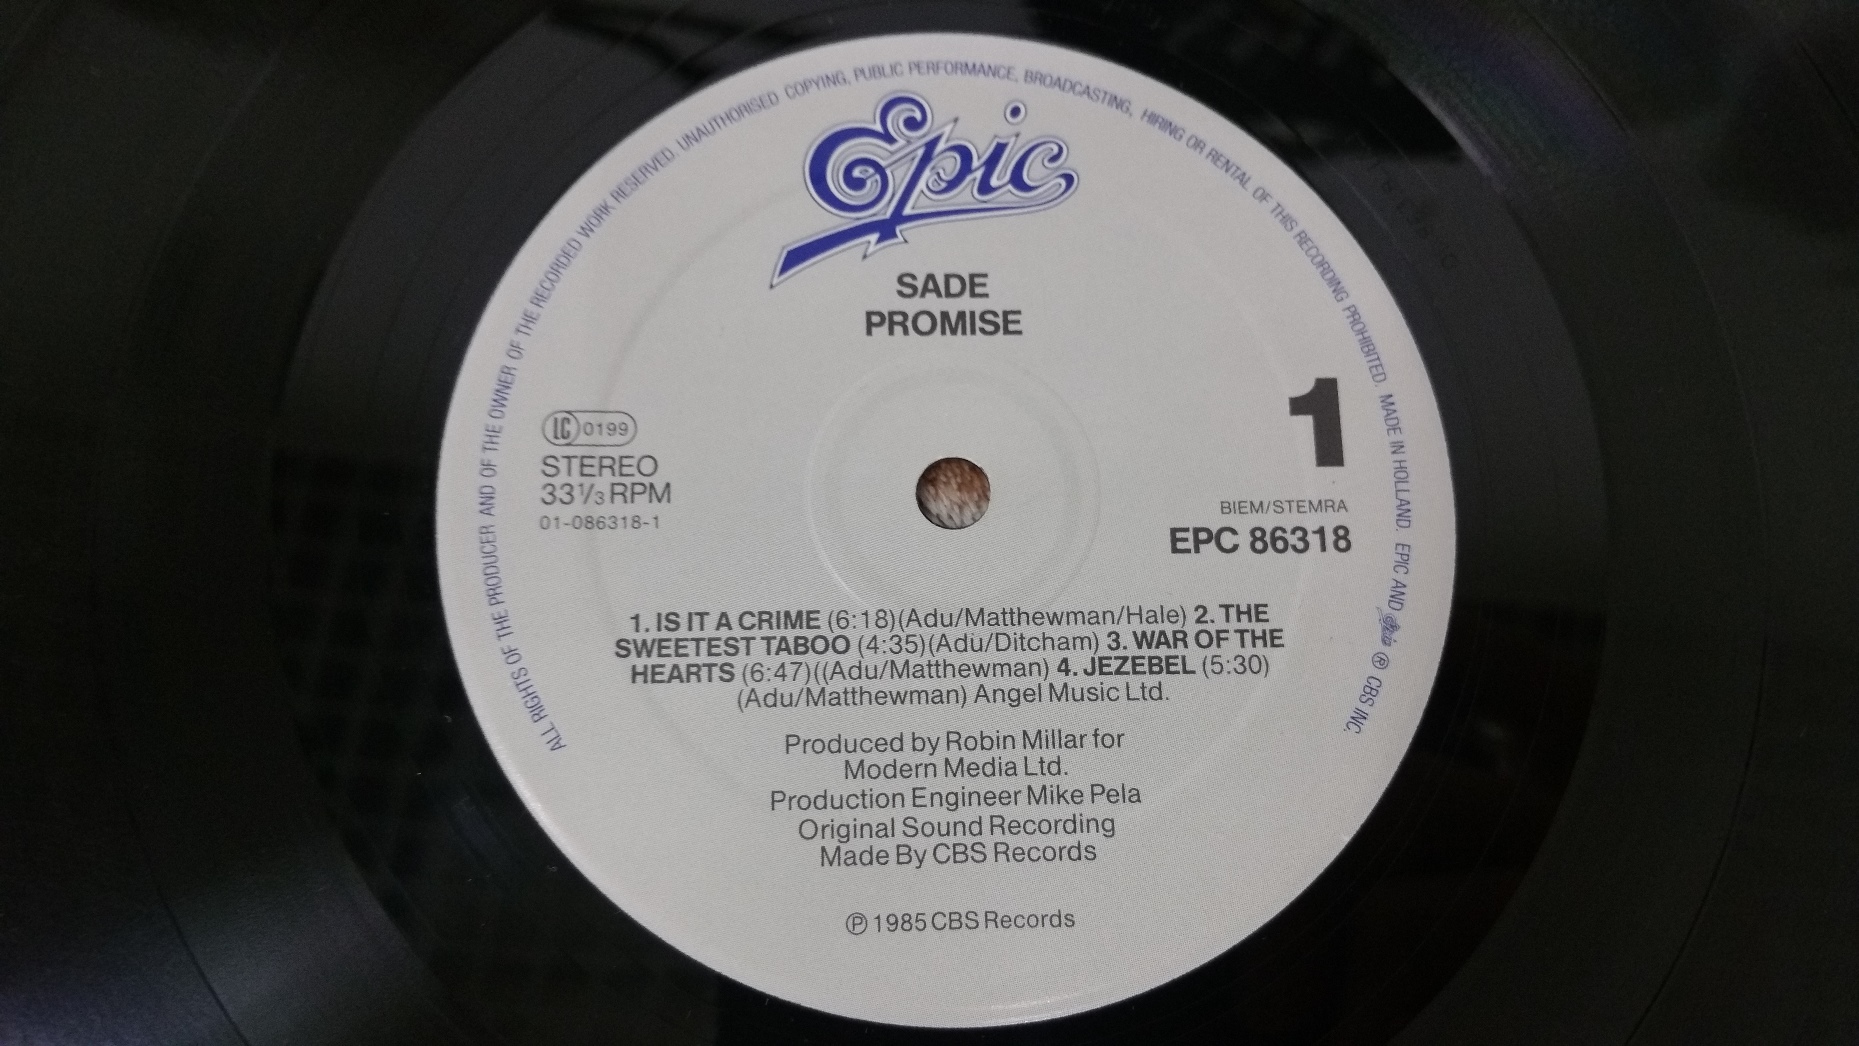 ALL RIGHTS OF THE PRODUCER AND OF THE OWNER OF THE RECORDED WORK RESERVED. UNAUTHORISED COPYING, PUBLIC PERFORMANCE, BROADCASTING, HIRING OR RENTAL OF THIS RECORDING PROHIBITED. MADE IN HOLLAND. EPIC AND Epic ℗ CBS INC.
Epic
SADE
PROMISE
1
LC 0199
STEREO
33⅓ RPM
01-086318-1
BIEM/STEMRA
EPC 86318
1. IS IT A CRIME (6:18)(Adu/Matthewman/Hale) 2. THE
SWEETEST TABOO (4:35)(Adu/Ditcham) 3. WAR OF THE
HEARTS (6:47)((Adu/Matthewman) 4. JEZEBEL (5:30)
(Adu/Matthewman) Angel Music Ltd.
Produced by Robin Millar for
Modern Media Ltd.
Production Engineer Mike Pela
Original Sound Recording
Made By CBS Records
℗ 1985 CBS Records